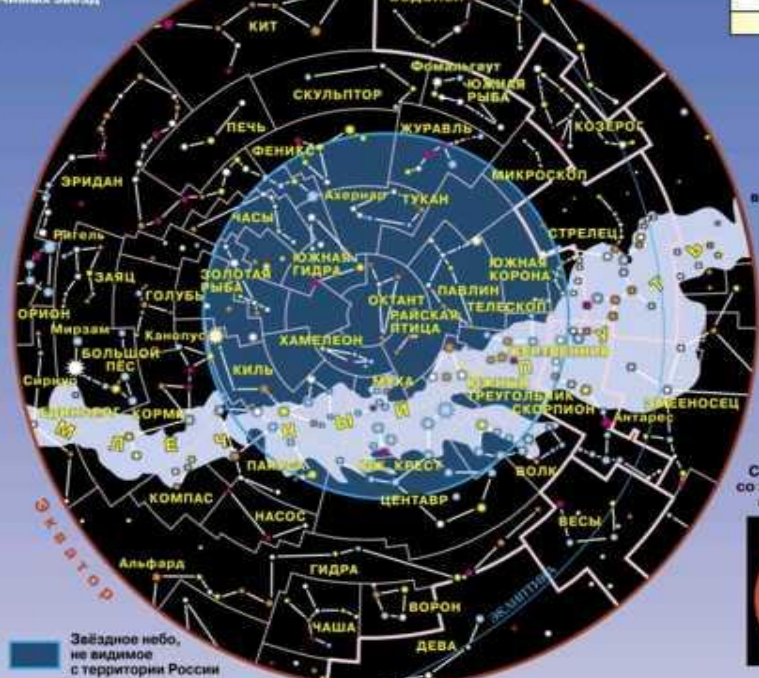 КИТ
Фомальгаут
ЮЖНАЯ
РЫБА
СКУЛЬПТОР
ПЕЧЬ
ЖУРАВЛЬ
КОЗЕРОГ
ФЕНИКС
ЭРИДАН
МИКРОСКОП
Ахернар
ТУКАН
ЧАСЫ
СТРЕЛЕЦ
Ригель
ЮЖНАЯ
ГИДРА
ЮЖНАЯ
КОРОНА
ЗАЯЦ
ЗОЛОТАЯ
РЫБА
ПАВЛИН
ГОЛУБЬ
ОКТАНТ
ТЕЛЕСКОП
ОРИОН
РАЙСКАЯ
ПТИЦА
Мирзам
Канопус
ХАМЕЛЕОН
БОЛЬШОЙ
ПЁС
ЖЕРТВЕННИК
Сириус
КИЛЬ
МУХА
ЮЖНЫЙ
ТРЕУГОЛЬНИК
ЕДИНОРОГ
КОРМА
СКОРПИОН
ЗМЕЕНОСЕЦ
Антарес
МЛЕЧНЫЙ ПУТЬ
ПАРУСА
ЮЖ. КРЕСТ
ВОЛК
КОМПАС
ЦЕНТАВР
НАСОС
ВЕСЫ
Экватор
Альфард
ГИДРА
ЭКЛИПТИКА
ЧАША
ВОРОН
ДЕВА
Звёздное небо,
не видимое
с территории России